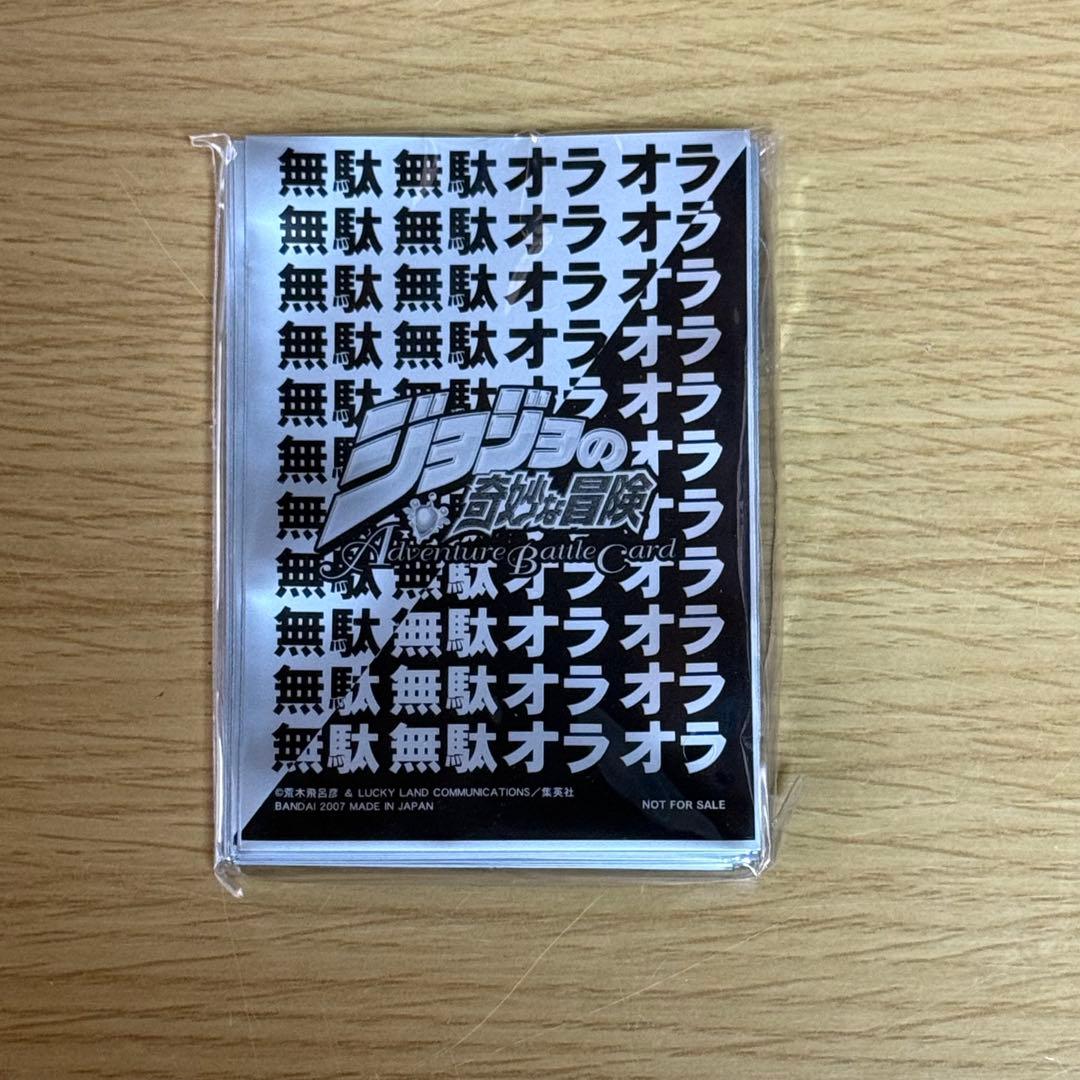 無駄無駄オラオラ
無駄無駄オラオラ
無駄無駄オラオラ
無駄無駄オラオラ
無駄無駄オラオラ
無駄 オラ
ジョジョの
無 オラ
奇妙な冒険
Adventure Battle Card
無駄無駄オラオラ
無駄無駄オラオラ
無駄無駄オラオラ
無駄無駄オラオラ
©荒木飛呂彦 & LUCKY LAND COMMUNICATIONS／集英社
BANDAI 2007 MADE IN JAPAN
NOT FOR SALE